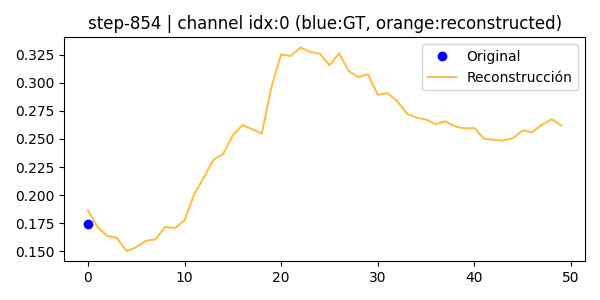 step-854 | channel idx:0 (blue:GT, orange:reconstructed)
Original
Reconstrucción
0.325
0.300
0.275
0.250
0.225
0.200
0.175
0.150
0 10 20 30 40 50